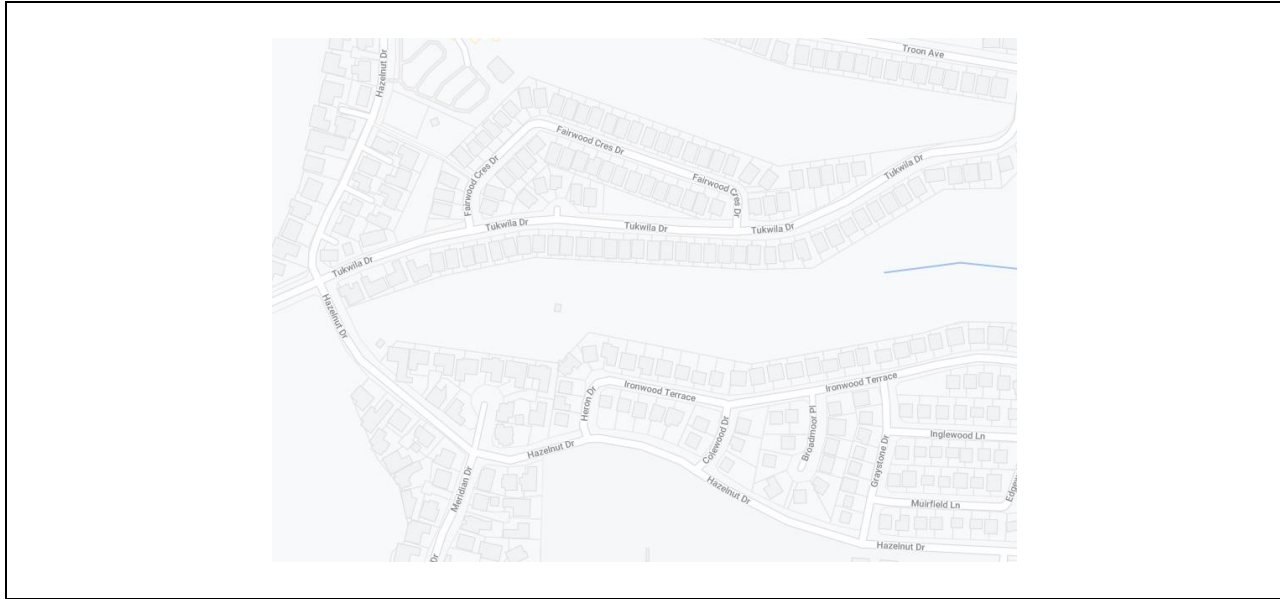 Troon Ave
Hazelnut Dr
Fairwood Cres Dr
Tukwila Dr
Fairwood Cres Dr
Fairwood Cres Dr
Tukwila Dr
Tukwila Dr
Tukwila Dr
Tukwila Dr
Hazelnut Dr
Ironwood Terrace
Ironwood Terrace
Heron Dr
Colewood Dr
Broadmoor Pl
Inglewood Ln
Hazelnut Dr
Graystone Dr
Meridian Dr
Hazelnut Dr
Muirfield Ln
Hazelnut Dr
Dr